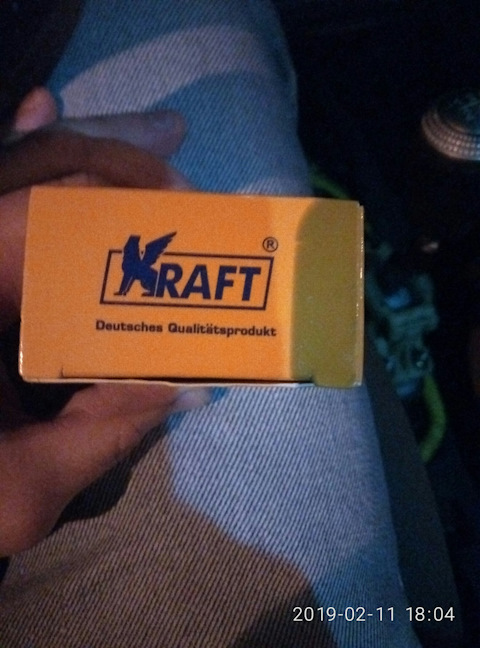 KRAFT®
Deutsches Qualitätsprodukt
2019-02-11 18:04